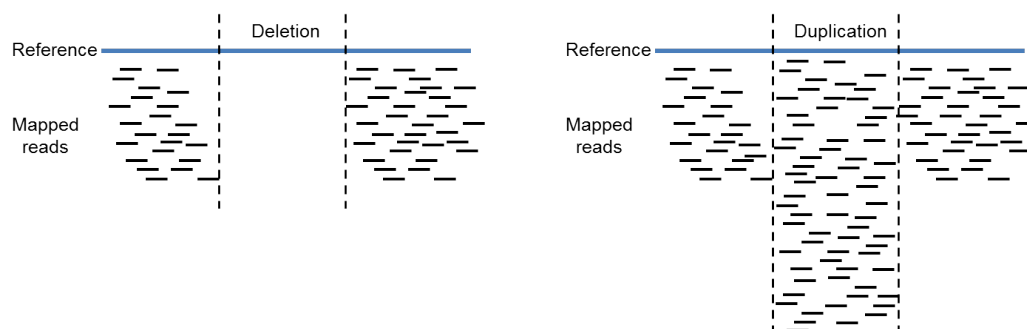 Deletion
Reference
Mapped
reads
Duplication
Reference
Mapped
reads